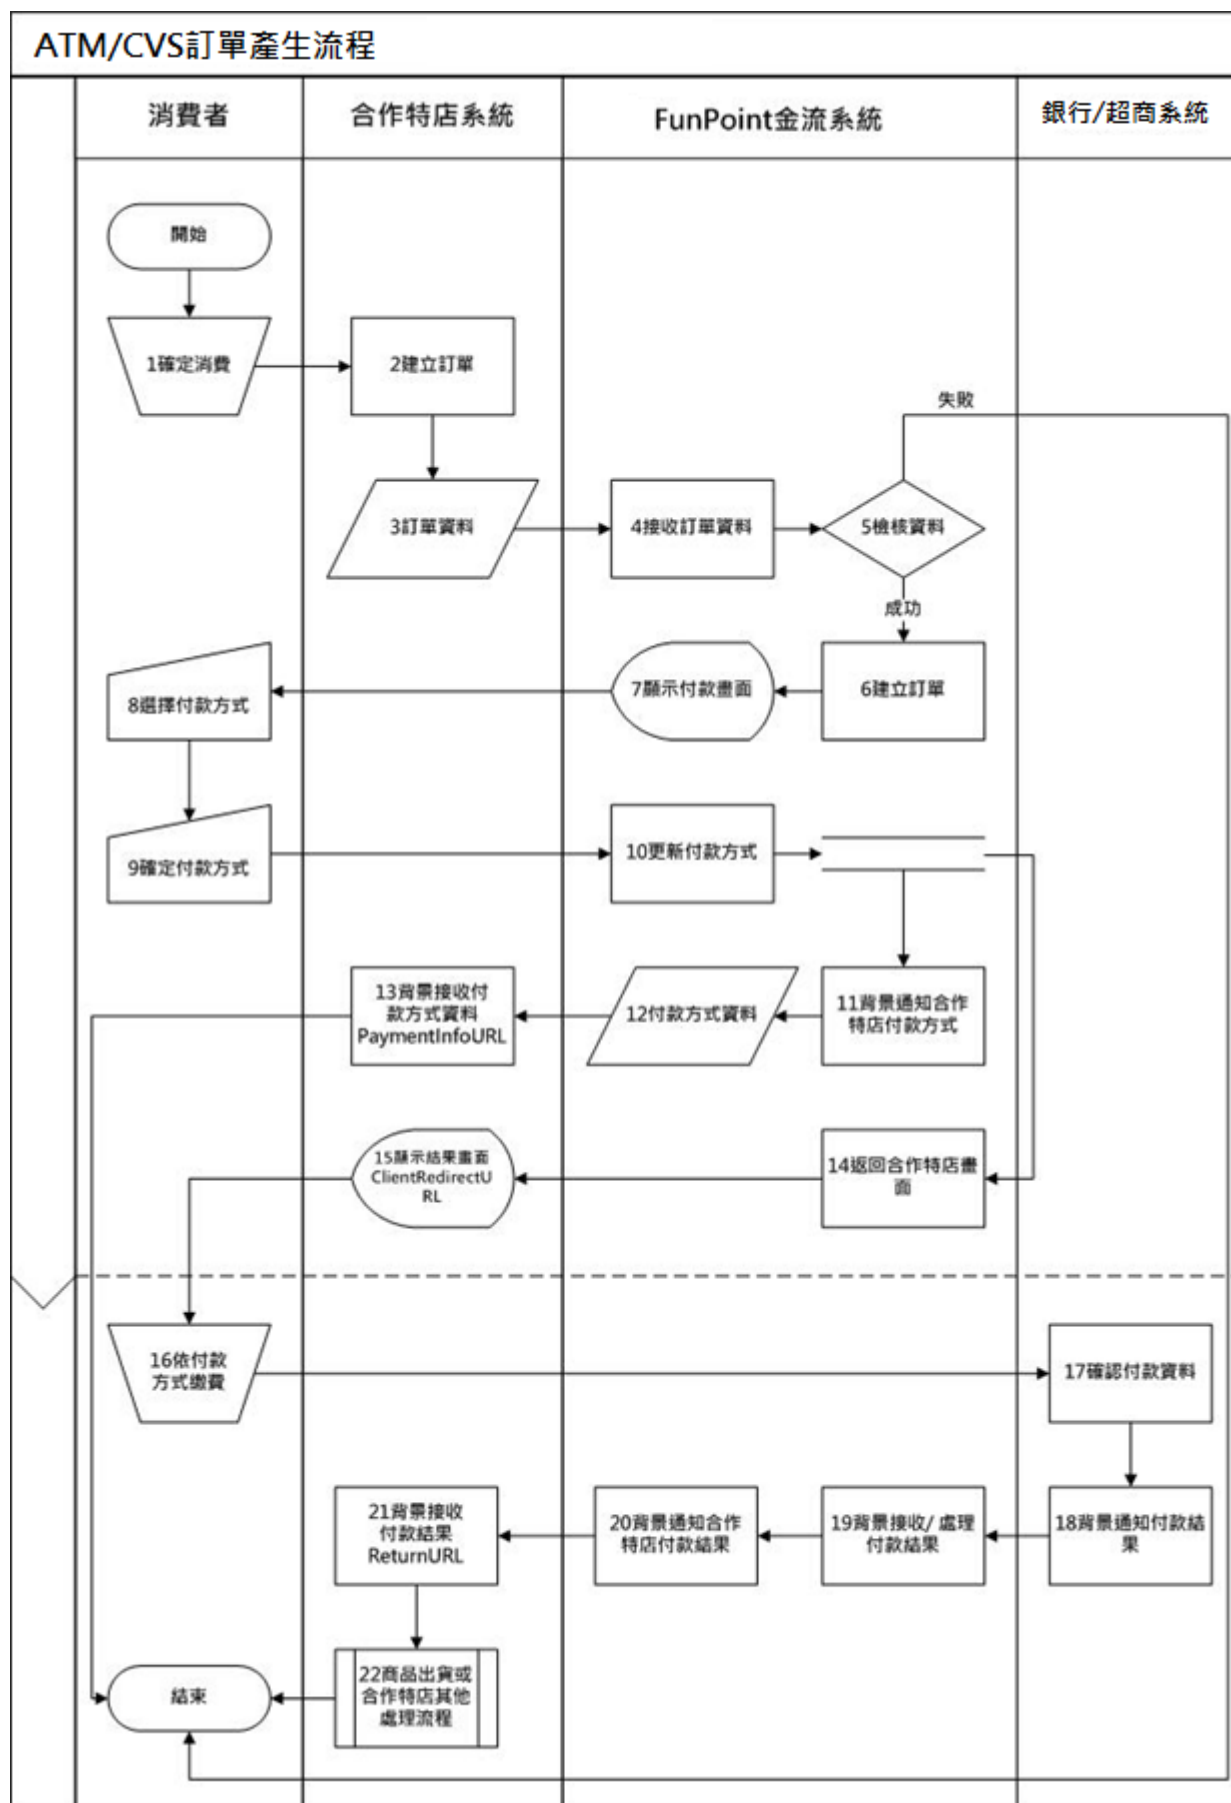 ATM/CVS訂單產生流程
消費者
合作特店系統
FunPoint金流系統
銀行/超商系統
開始
1確定消費
2建立訂單
失敗
3訂單資料
4接收訂單資料
5檢核資料
成功
8選擇付款方式
7顯示付款畫面
6建立訂單
9確定付款方式
10更新付款方式
13背景接收付
款方式資料
PaymentInfoURL
12付款方式資料
11背景通知合作
特店付款方式
15顯示結果畫面
ClientRedirectU
RL
14返回合作特店畫
面
16依付款
方式繳費
17確認付款資料
21背景接收
付款結果
ReturnURL
20背景通知合作
特店付款結果
19背景接收/ 處理
付款結果
18背景通知付款結
果
結束
22商品出貨或
合作特店其他
處理流程